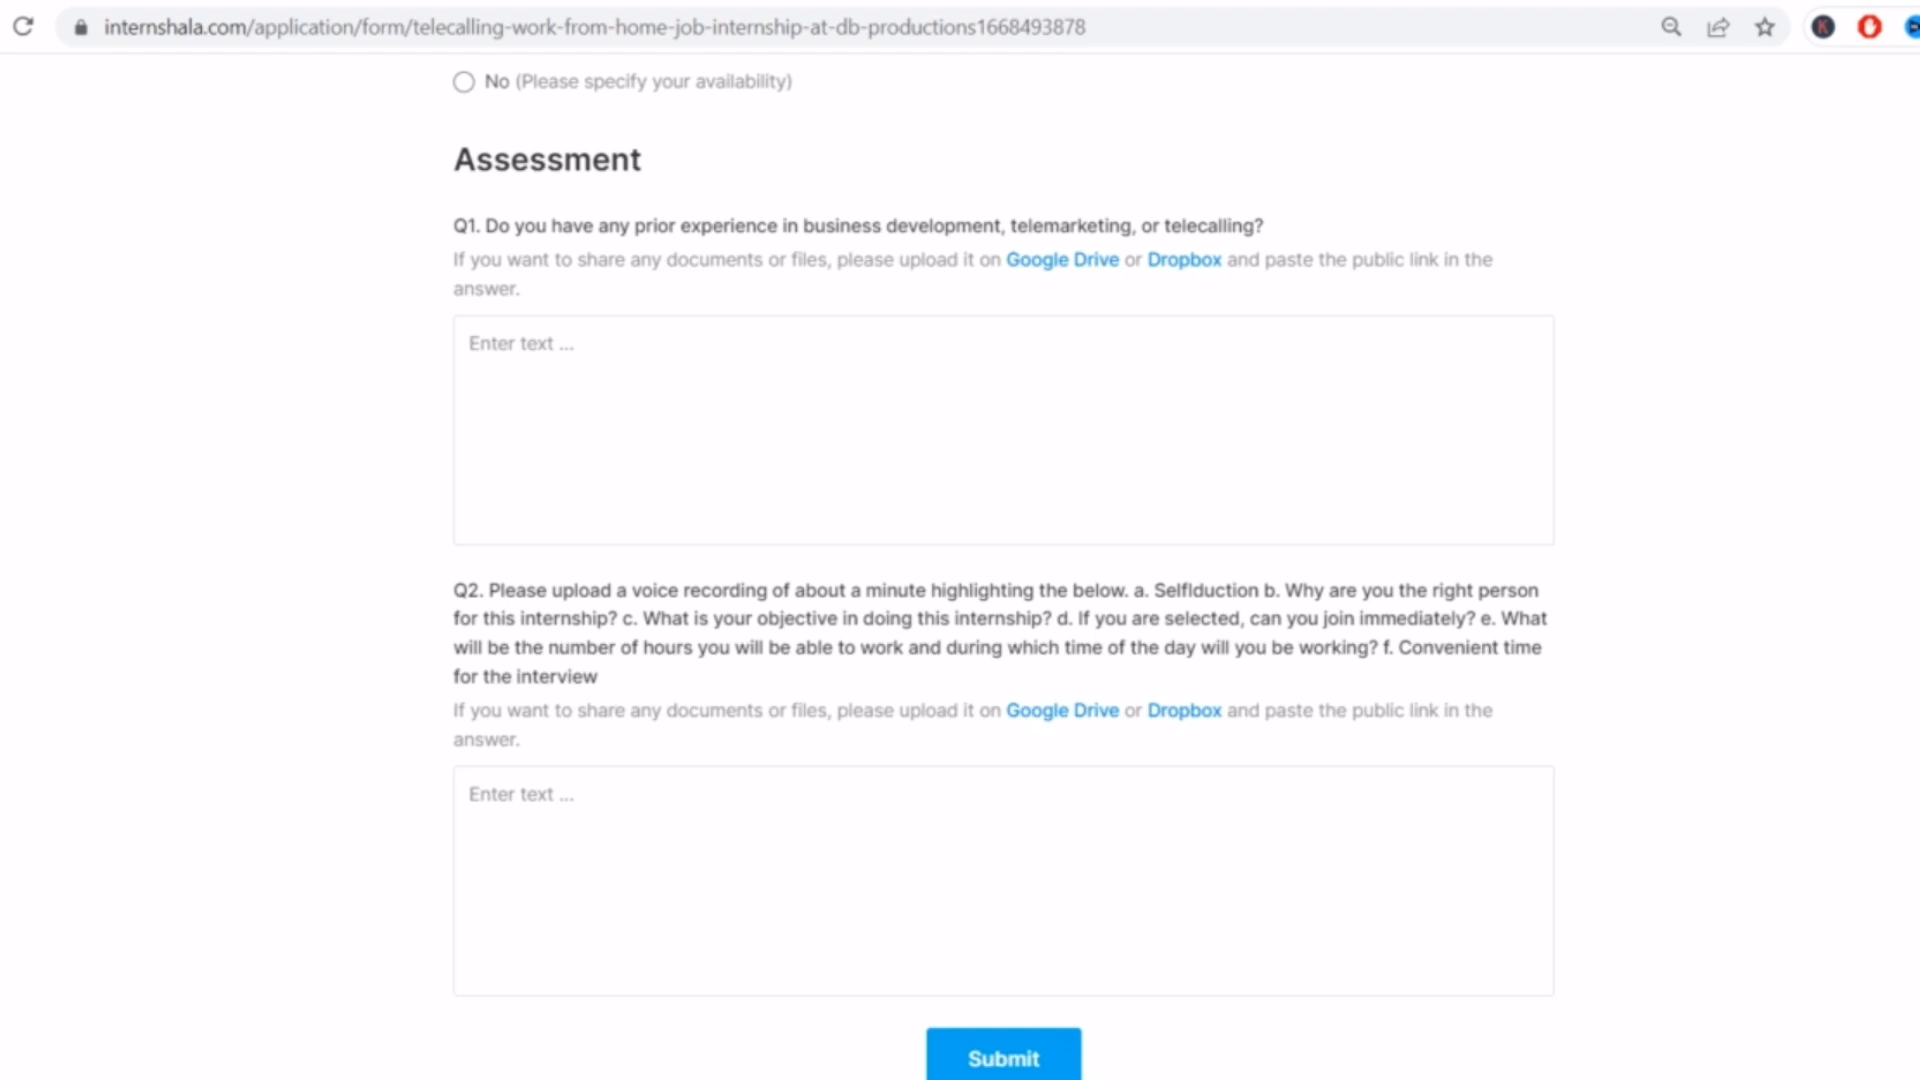 internshala.com/application/form/telecalling-work-from-home-job-internship-at-db-productions1668493878
No (Please specify your availability)
Assessment
Q1. Do you have any prior experience in business development, telemarketing, or telecalling?
If you want to share any documents or files, please upload it on Google Drive or Dropbox and paste the public link in the
answer.
Enter text ...
Q2. Please upload a voice recording of about a minute highlighting the below. a. SelfIduction b. Why are you the right person
for this internship? c. What is your objective in doing this internship? d. If you are selected, can you join immediately? e. What
will be the number of hours you will be able to work and during which time of the day will you be working? f. Convenient time
for the interview
If you want to share any documents or files, please upload it on Google Drive or Dropbox and paste the public link in the
answer.
Enter text ...
Submit